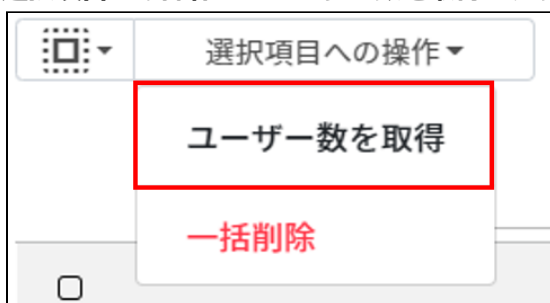 選択項目への操作
ユーザー数を取得
一括削除